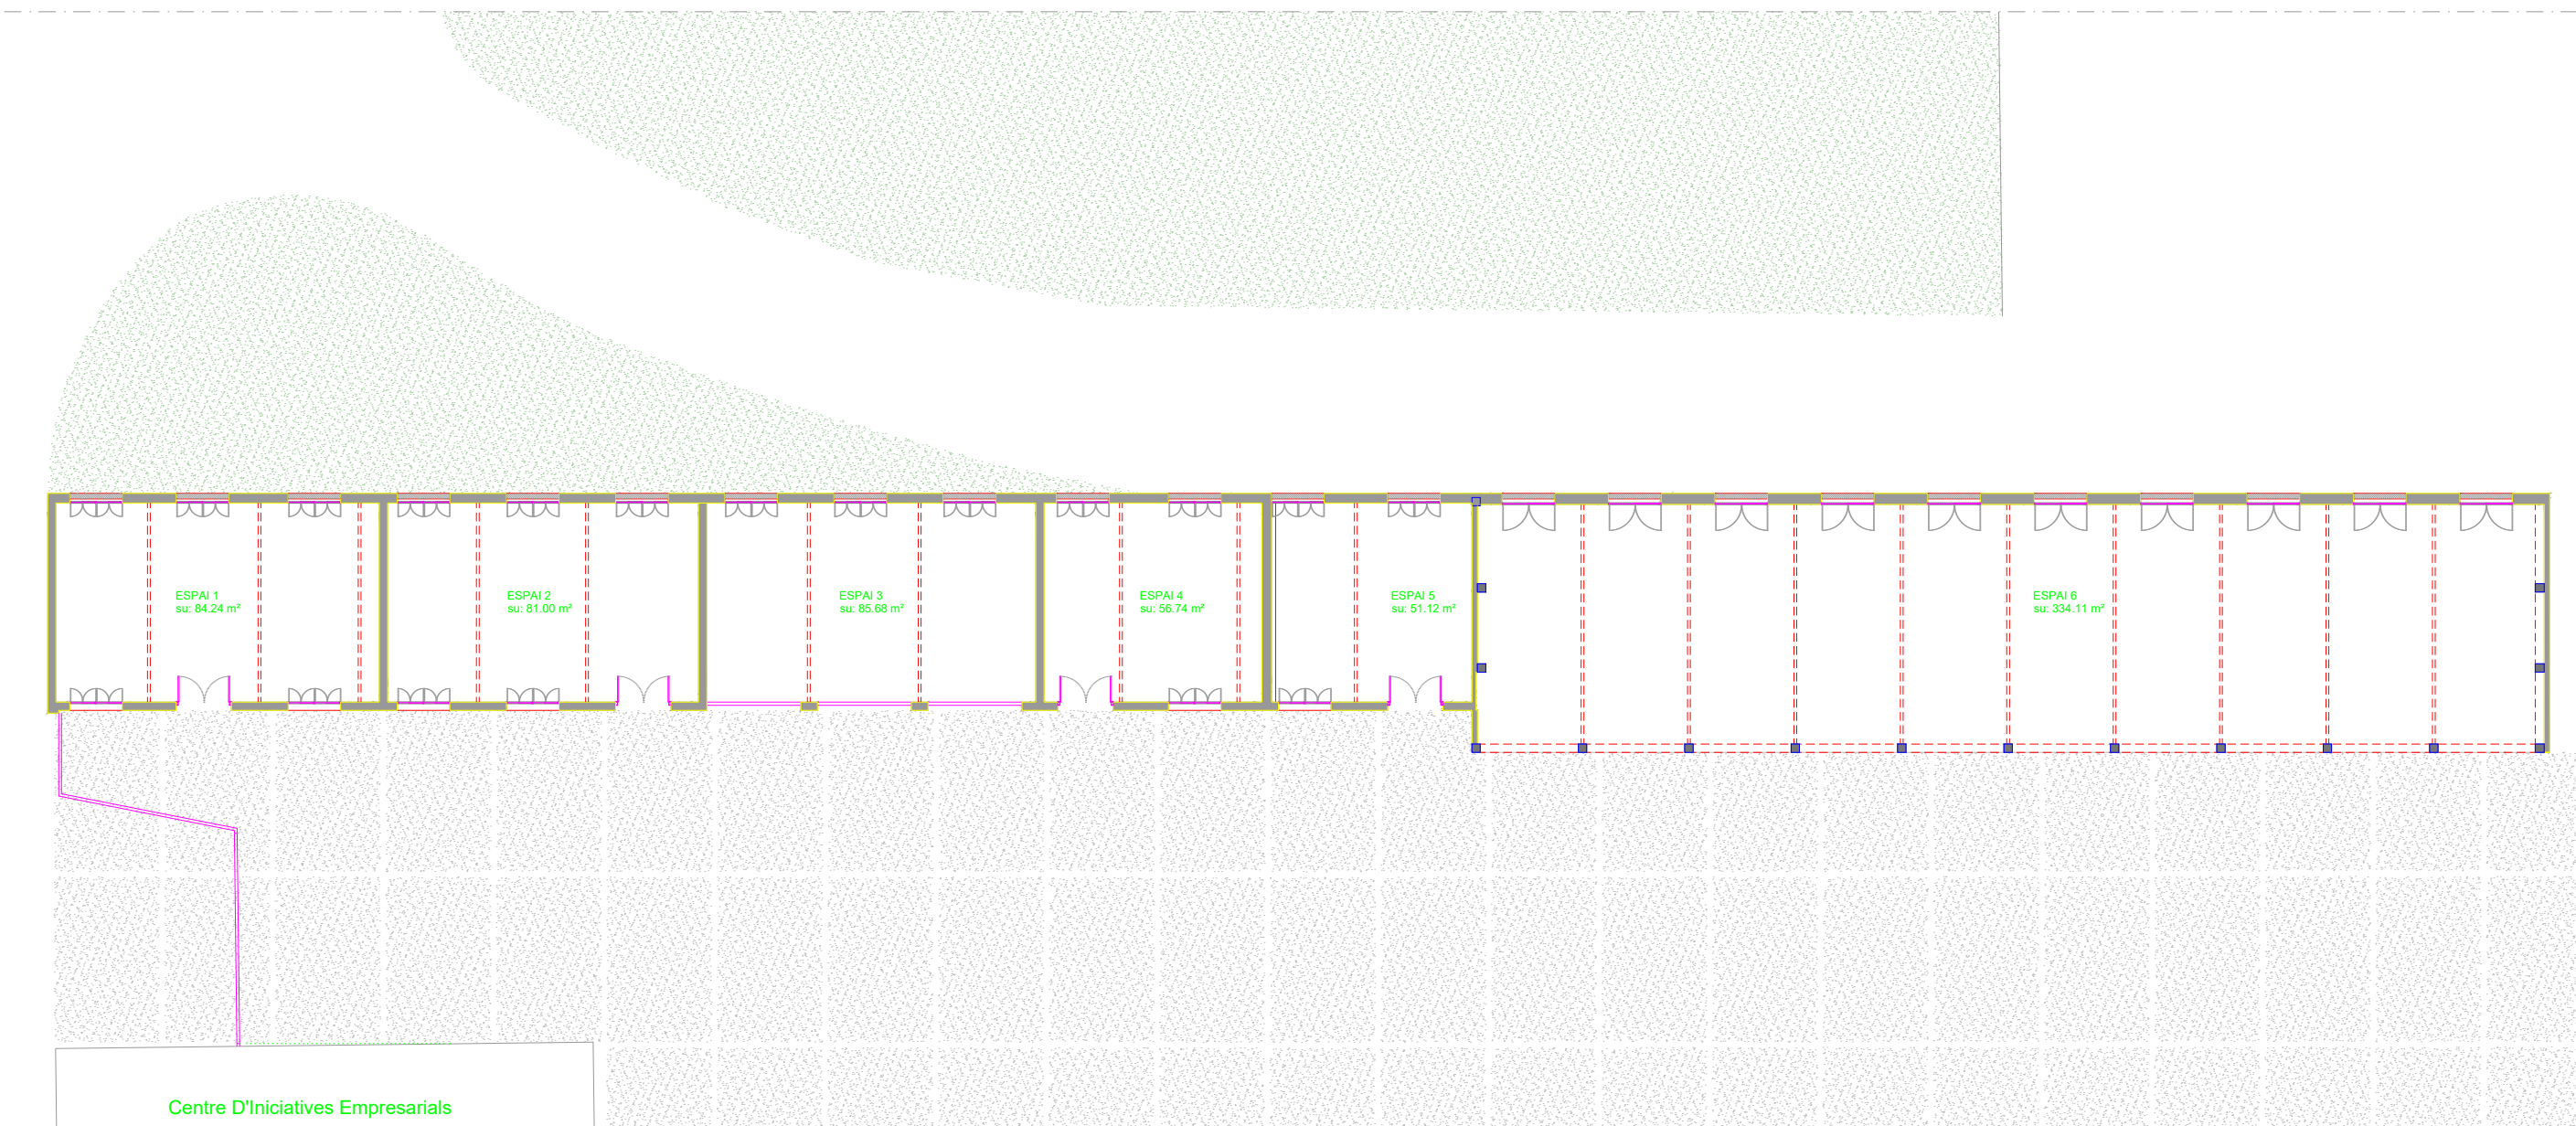 ESPAI 1
su: 84.24 m²
ESPAI 2
su: 81.00 m²
ESPAI 3
su: 85.68 m²
ESPAI 4
su: 56.74 m²
ESPAI 5
su: 51.12 m²
ESPAI 6
su: 334.11 m²
Centre D'Iniciatives Empresarials